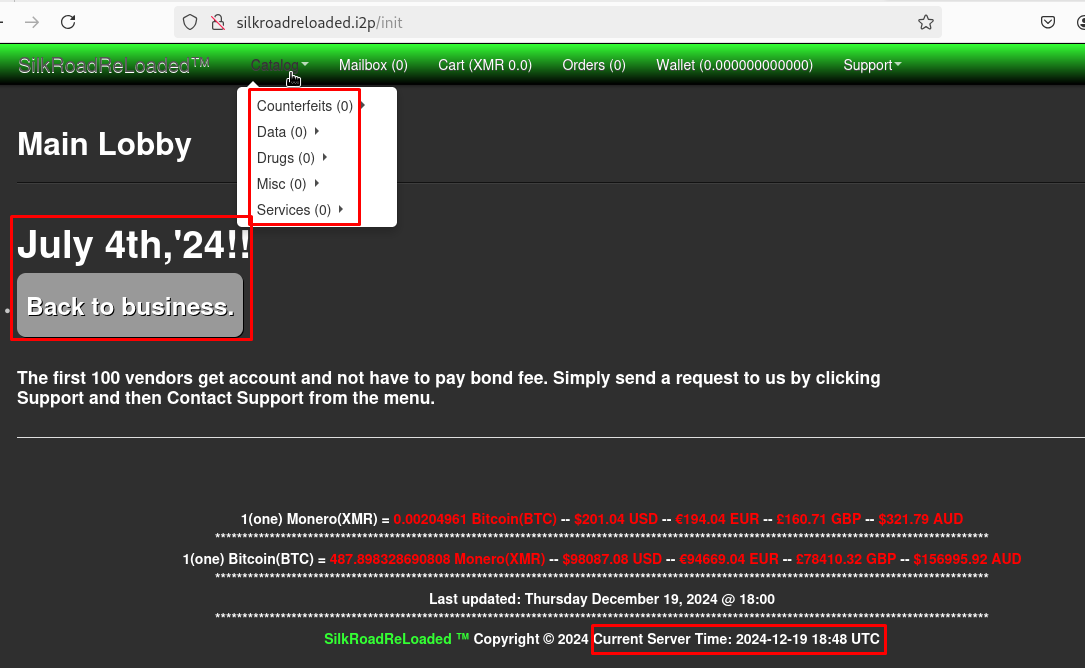 silkroadreloaded.i2p/init
SilkRoadReLoaded™ Catalog Mailbox (0) Cart (XMR 0.0) Orders (0) Wallet (0.000000000000) Support
Counterfeits (0)
Data (0)
Drugs (0)
Misc (0)
Services (0)
Main Lobby
July 4th,'24!!
Back to business.
The first 100 vendors get account and not have to pay bond fee. Simply send a request to us by clicking
Support and then Contact Support from the menu.
1(one) Monero(XMR) = 0.00204961 Bitcoin(BTC) -- $201.04 USD -- €194.04 EUR -- £160.71 GBP -- $321.79 AUD
1(one) Bitcoin(BTC) = 487.898328690808 Monero(XMR) -- $98087.08 USD -- €94669.04 EUR -- £78410.32 GBP -- $156995.92 AUD
Last updated: Thursday December 19, 2024 @ 18:00
SilkRoadReLoaded ™ Copyright © 2024 Current Server Time: 2024-12-19 18:48 UTC